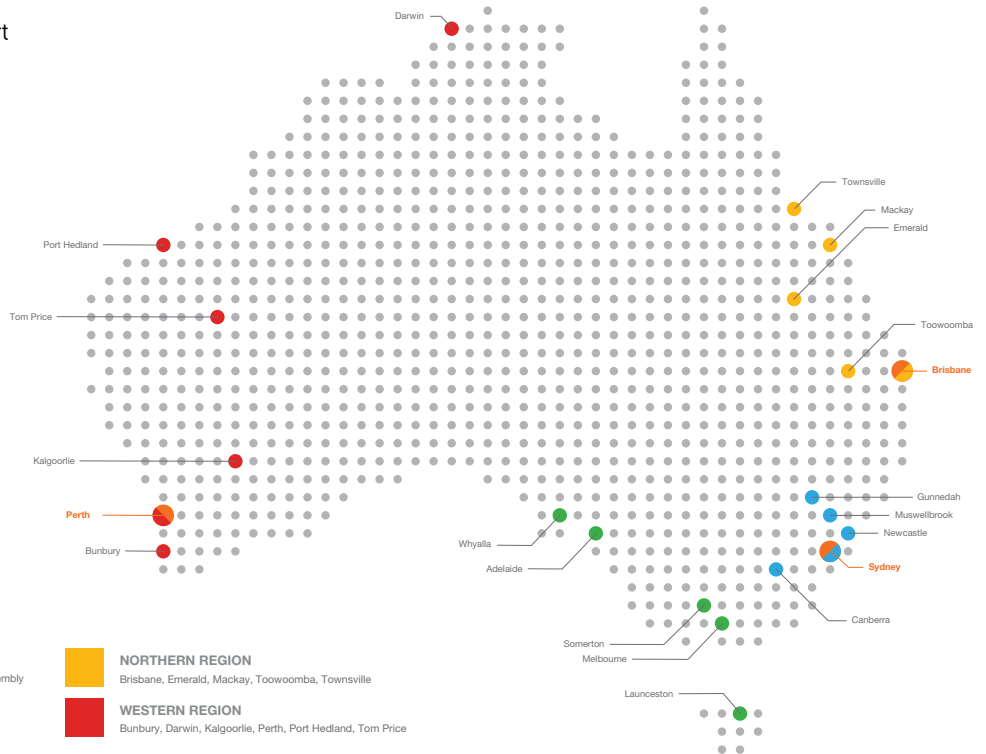 rt
Darwin
Townsville
Mackay
Emerald
Port Hedland
Tom Price
Toowoomba
Brisbane
Kalgoorlie
Gunnedah
Perth
Muswellbrook
Newcastle
Whyalla
Bunbury
Sydney
Adelaide
Canberra
Somerton
Melbourne
NORTHERN REGION
Brisbane, Emerald, Mackay, Toowoomba, Townsville
embly
Launceston
WESTERN REGION
Bunbury, Darwin, Kalgoorlie, Perth, Port Hedland, Tom Price